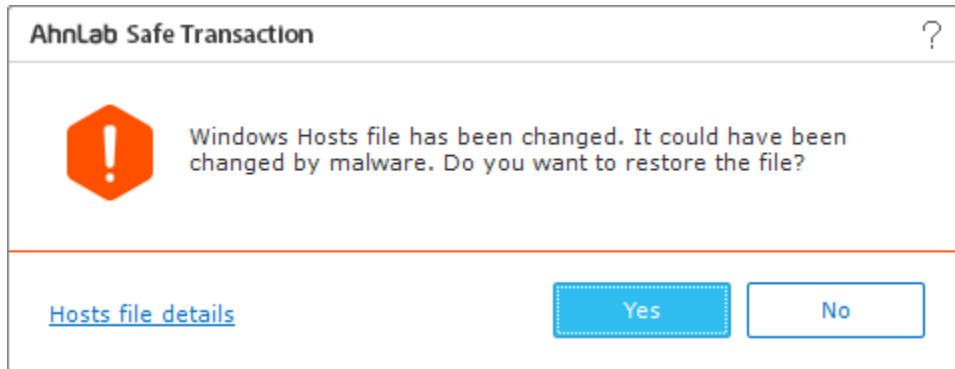 AhnLab Safe Transaction
?
Windows Hosts file has been changed. It could have been
changed by malware. Do you want to restore the file?
Hosts file details
Yes
No